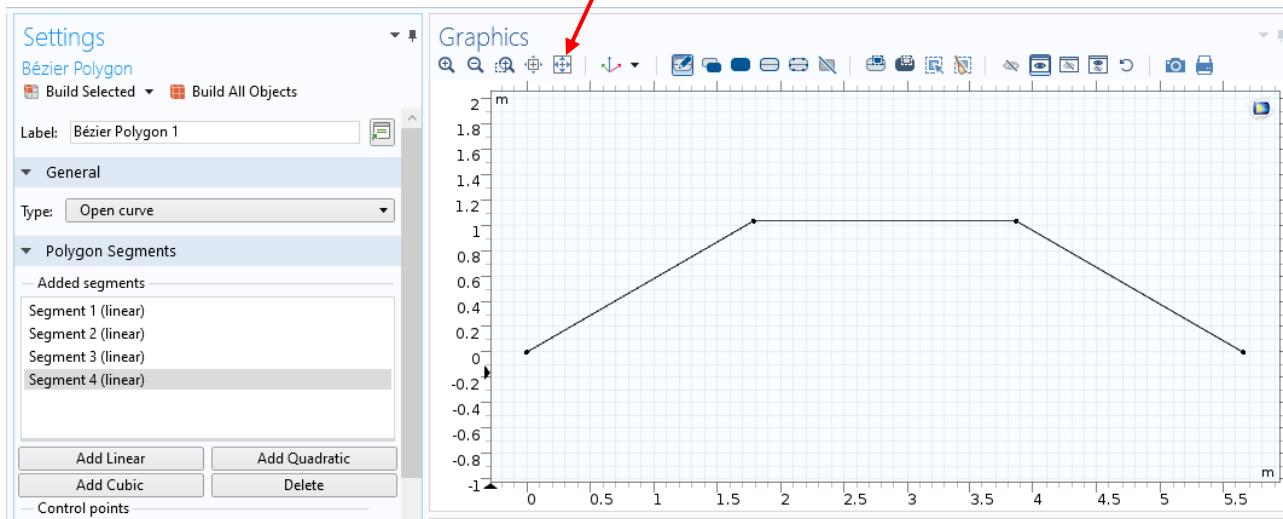 Settings
Bézier Polygon
Build Selected
Build All Objects
Label:
Bézier Polygon 1
General
Type:
Open curve
Polygon Segments
Added segments
Segment 1 (linear)
Segment 2 (linear)
Segment 3 (linear)
Segment 4 (linear)
Add Linear
Add Quadratic
Add Cubic
Delete
Control points
Graphics
m
2
1.8
1.6
1.4
1.2
1
0.8
0.6
0.4
0.2
0
-0.2
-0.4
-0.6
-0.8
-1
m
0
0.5
1
1.5
2
2.5
3
3.5
4
4.5
5
5.5